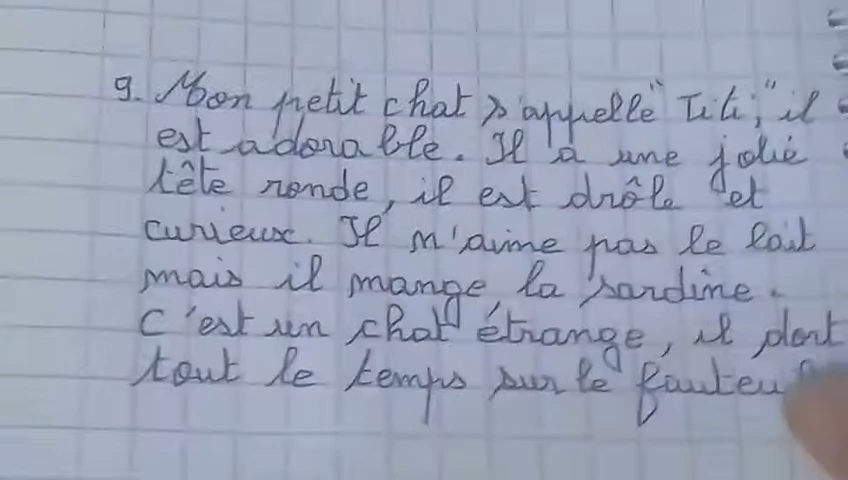 9. Mon petit chat s'appelle "Titi", il
est adorable. Il a une jolie
tête ronde, il est drôle et
curieux. Il n'aime pas le lait
mais il mange la sardine.
C'est un chat étrange, il dort
tout le temps sur le